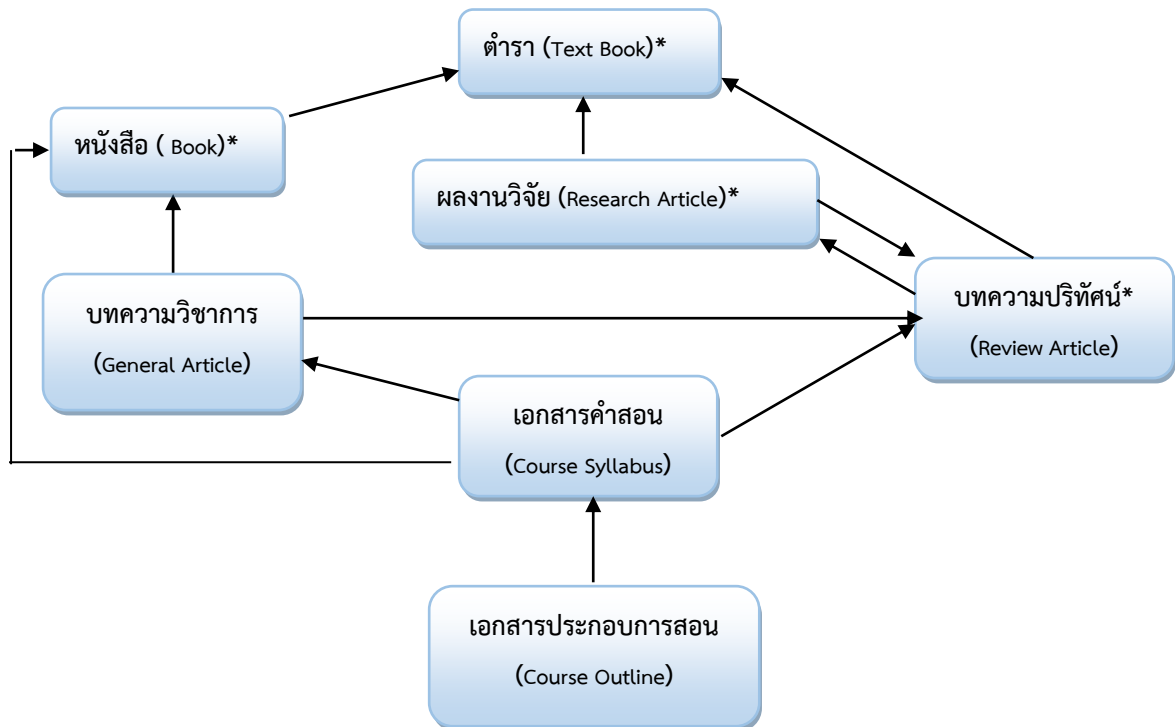 ตำรา (Text Book)*
หนังสือ ( Book)*
ผลงานวิจัย (Research Article)*
บทความวิชาการ
(General Article)
บทความปริทัศน์*
(Review Article)
เอกสารคำสอน
(Course Syllabus)
เอกสารประกอบการสอน
(Course Outline)